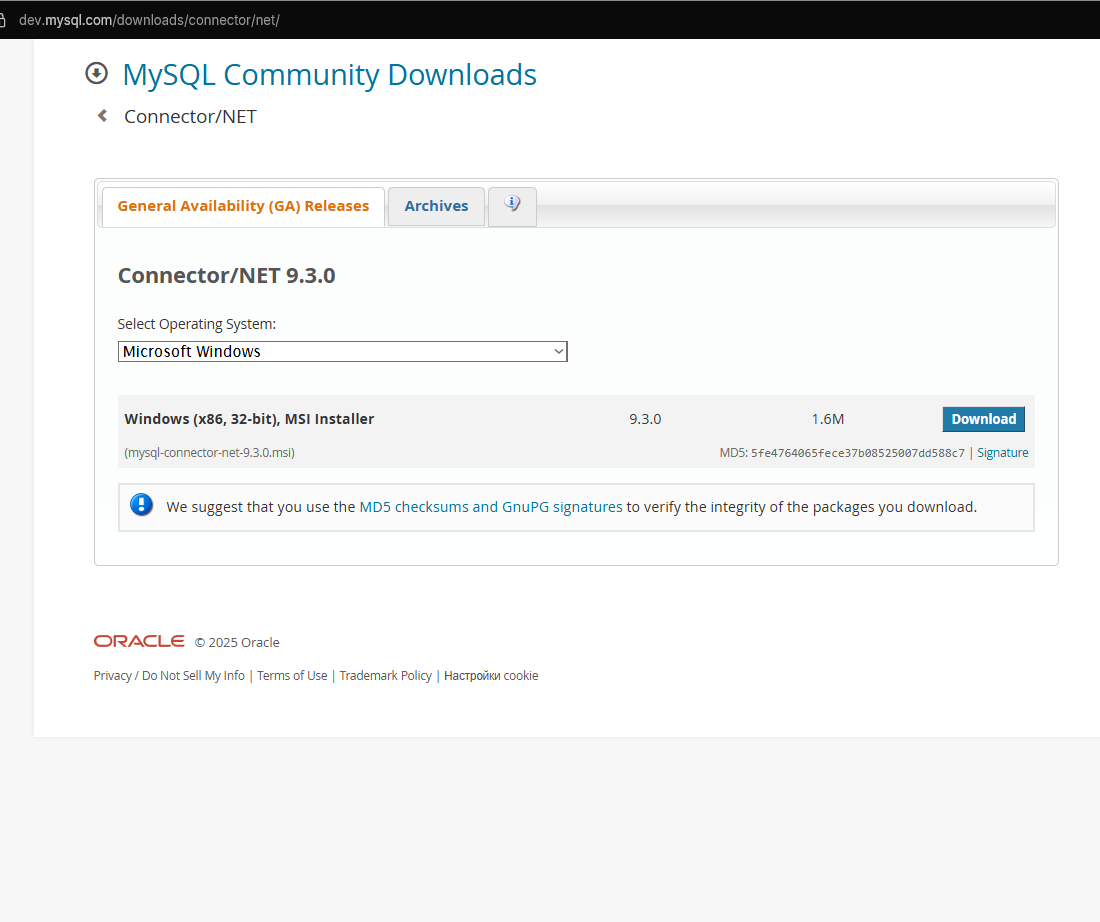 dev.mysql.com/downloads/connector/net/
MySQL Community Downloads
Connector/NET
General Availability (GA) Releases Archives
Connector/NET 9.3.0
Select Operating System:
Microsoft Windows
Windows (x86, 32-bit), MSI Installer 9.3.0 1.6M Download
(mysql-connector-net-9.3.0.msi) MD5: 5fe4764065fece37b08525007dd588c7 | Signature
We suggest that you use the MD5 checksums and GnuPG signatures to verify the integrity of the packages you download.
ORACLE © 2025 Oracle
Privacy / Do Not Sell My Info | Terms of Use | Trademark Policy | Настройки cookie